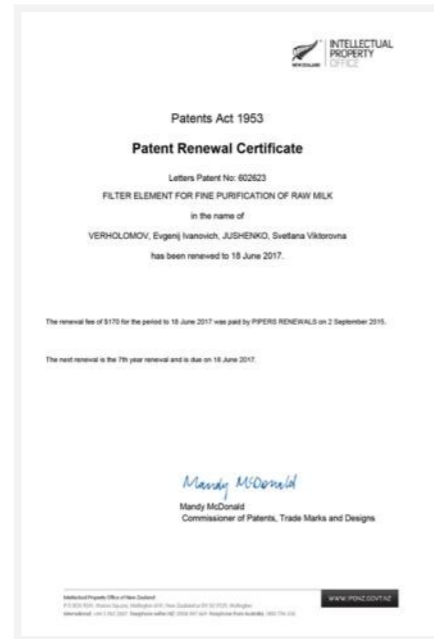 NEW ZEALAND
INTELLECTUAL
PROPERTY
OFFICE
Patents Act 1953
Patent Renewal Certificate
Letters Patent No: 602623
FILTER ELEMENT FOR FINE PURIFICATION OF RAW MILK
in the name of
VERHOLOMOV, Evgenij Ivanovich, JUSHENKO, Svetlana Viktorovna
has been renewed to 18 June 2017.
The renewal fee of $170 for the period to 18 June 2017 was paid by PIPERS RENEWALS on 2 September 2015.
The next renewal is the 7th year renewal and is due on 18 June 2017.
Mandy McDonald
Mandy McDonald
Commissioner of Patents, Trade Marks and Designs
Intellectual Property Office of New Zealand
WWW.IPONZ.GOVT.NZ